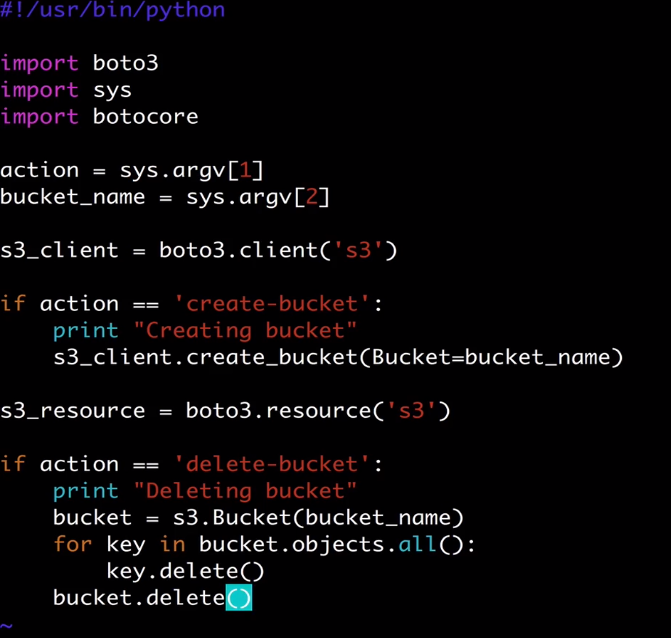 #!/usr/bin/python
import boto3
import sys
import botocore
action = sys.argv[1]
bucket_name = sys.argv[2]
s3_client = boto3.client('s3')
if action == 'create-bucket':
    print "Creating bucket"
    s3_client.create_bucket(Bucket=bucket_name)
s3_resource = boto3.resource('s3')
if action == 'delete-bucket':
    print "Deleting bucket"
    bucket = s3.Bucket(bucket_name)
    for key in bucket.objects.all():
        key.delete()
    bucket.delete()
~